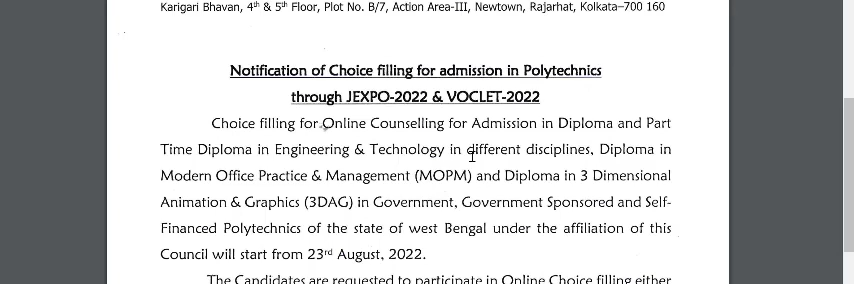 Karigari Bhavan, 4th & 5th Floor, Plot No. B/7, Action Area-III, Newtown, Rajarhat, Kolkata–700 160
Notification of Choice filling for admission in Polytechnics
through JEXPO-2022 & VOCLET-2022
Choice filling for Online Counselling for Admission in Diploma and Part
Time Diploma in Engineering & Technology in different disciplines, Diploma in
Modern Office Practice & Management (MOPM) and Diploma in 3 Dimensional
Animation & Graphics (3DAG) in Government, Government Sponsored and Self-
Financed Polytechnics of the state of west Bengal under the affiliation of this
Council will start from 23rd August, 2022.
The Candidates are requested to participate in Online Choice filling either